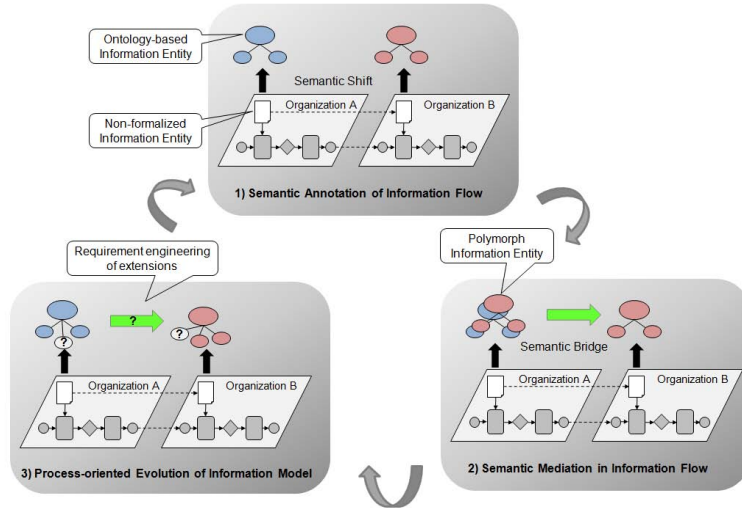 Ontology-based
Information Entity
Semantic Shift
Organization A
Organization B
Non-formalized
Information Entity
1) Semantic Annotation of Information Flow
Requirement engineering
of extensions
?
?
?
Organization A
Organization B
3) Process-oriented Evolution of Information Model
Polymorph
Information Entity
Semantic Bridge
Organization A
Organization B
2) Semantic Mediation in Information Flow